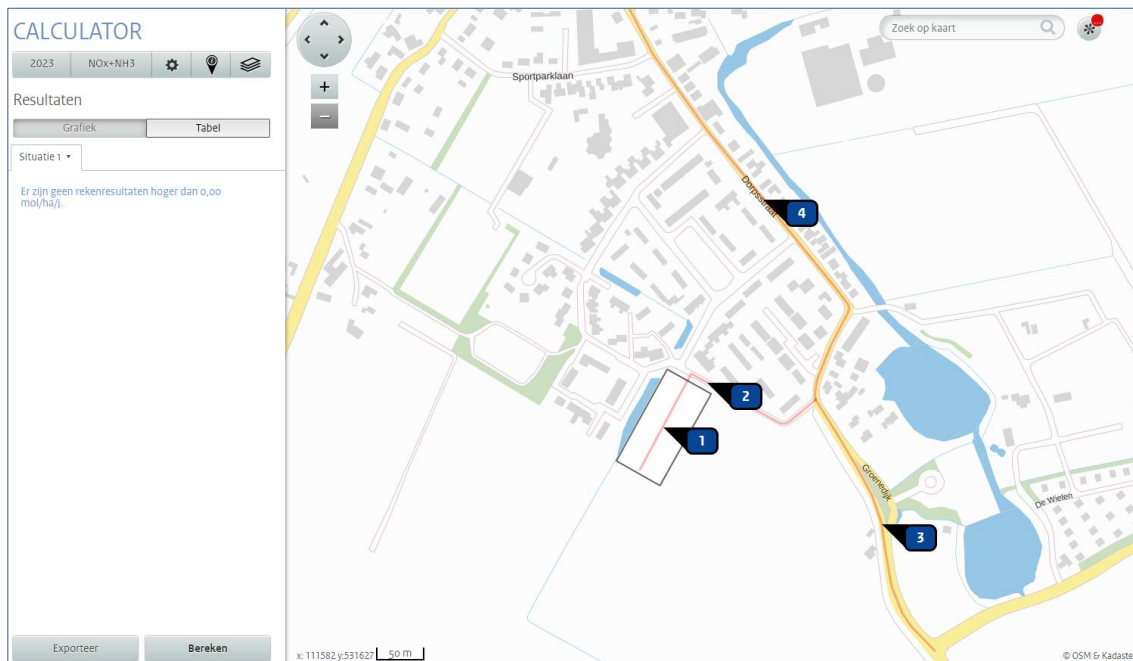 CALCULATOR
2023 NOx+NH3
Resultaten
Grafiek Tabel
Situatie 1
Er zijn geen rekenresultaten hoger dan 0,00
mol/ha/j.
Exporteer Bereken
Zoek op kaart
+
−
Sportparklaan
Dorpsstraat
4
2
1
Groenedijk
De Wielen
3
x: 111582 y:531627 50 m
© OSM & Kadaste